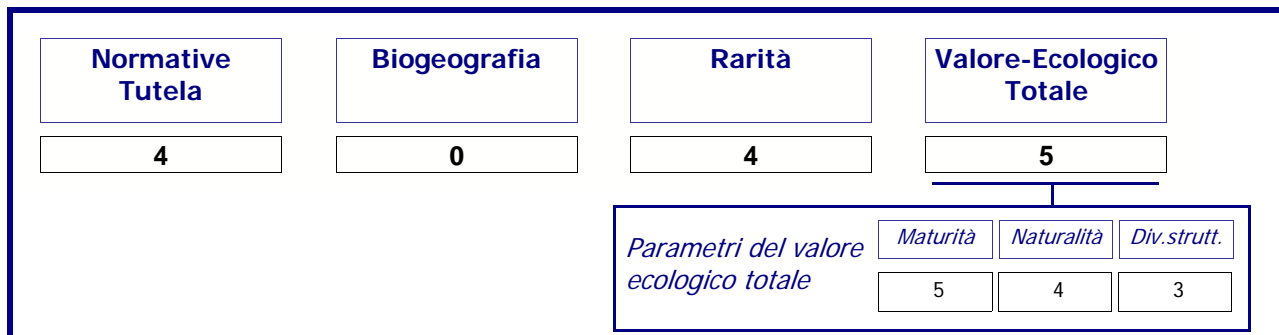 Normative Tutela
Biogeografia
Rarità
Valore-Ecologico Totale
4
0
4
5
Parametri del valore ecologico totale
Maturità
Naturalità
Div.strutt.
5
4
3